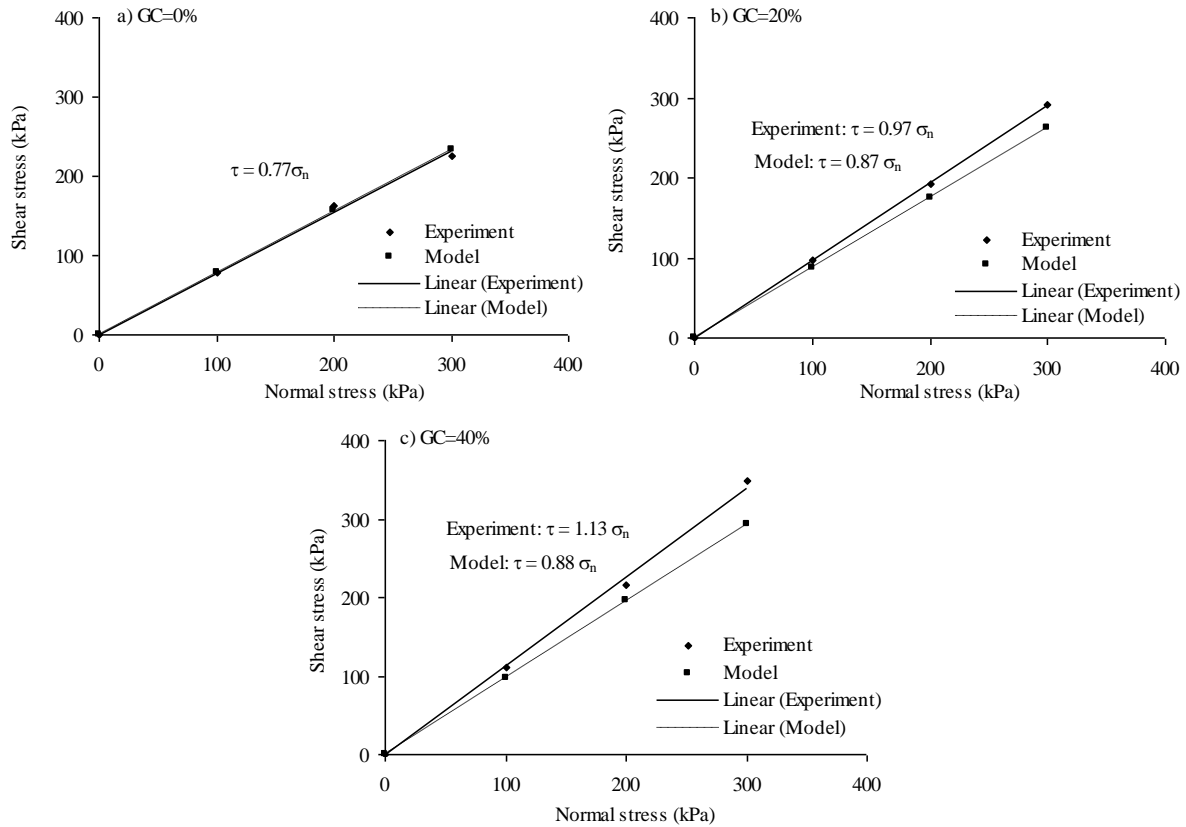 a) GC=0%
400
300
200
100
0
Shear stress (kPa)
τ = 0.77σn
Experiment
Model
Linear (Experiment)
Linear (Model)
0 100 200 300 400
Normal stress (kPa)
b) GC=20%
400
300
200
100
0
Shear stress (kPa)
Experiment: τ = 0.97 σn
Model: τ = 0.87 σn
Experiment
Model
Linear (Experiment)
Linear (Model)
0 100 200 300 400
Normal stress (kPa)
c) GC=40%
400
300
200
100
0
Shear stress (kPa)
Experiment: τ = 1.13 σn
Model: τ = 0.88 σn
Experiment
Model
Linear (Experiment)
Linear (Model)
0 100 200 300 400
Normal stress (kPa)